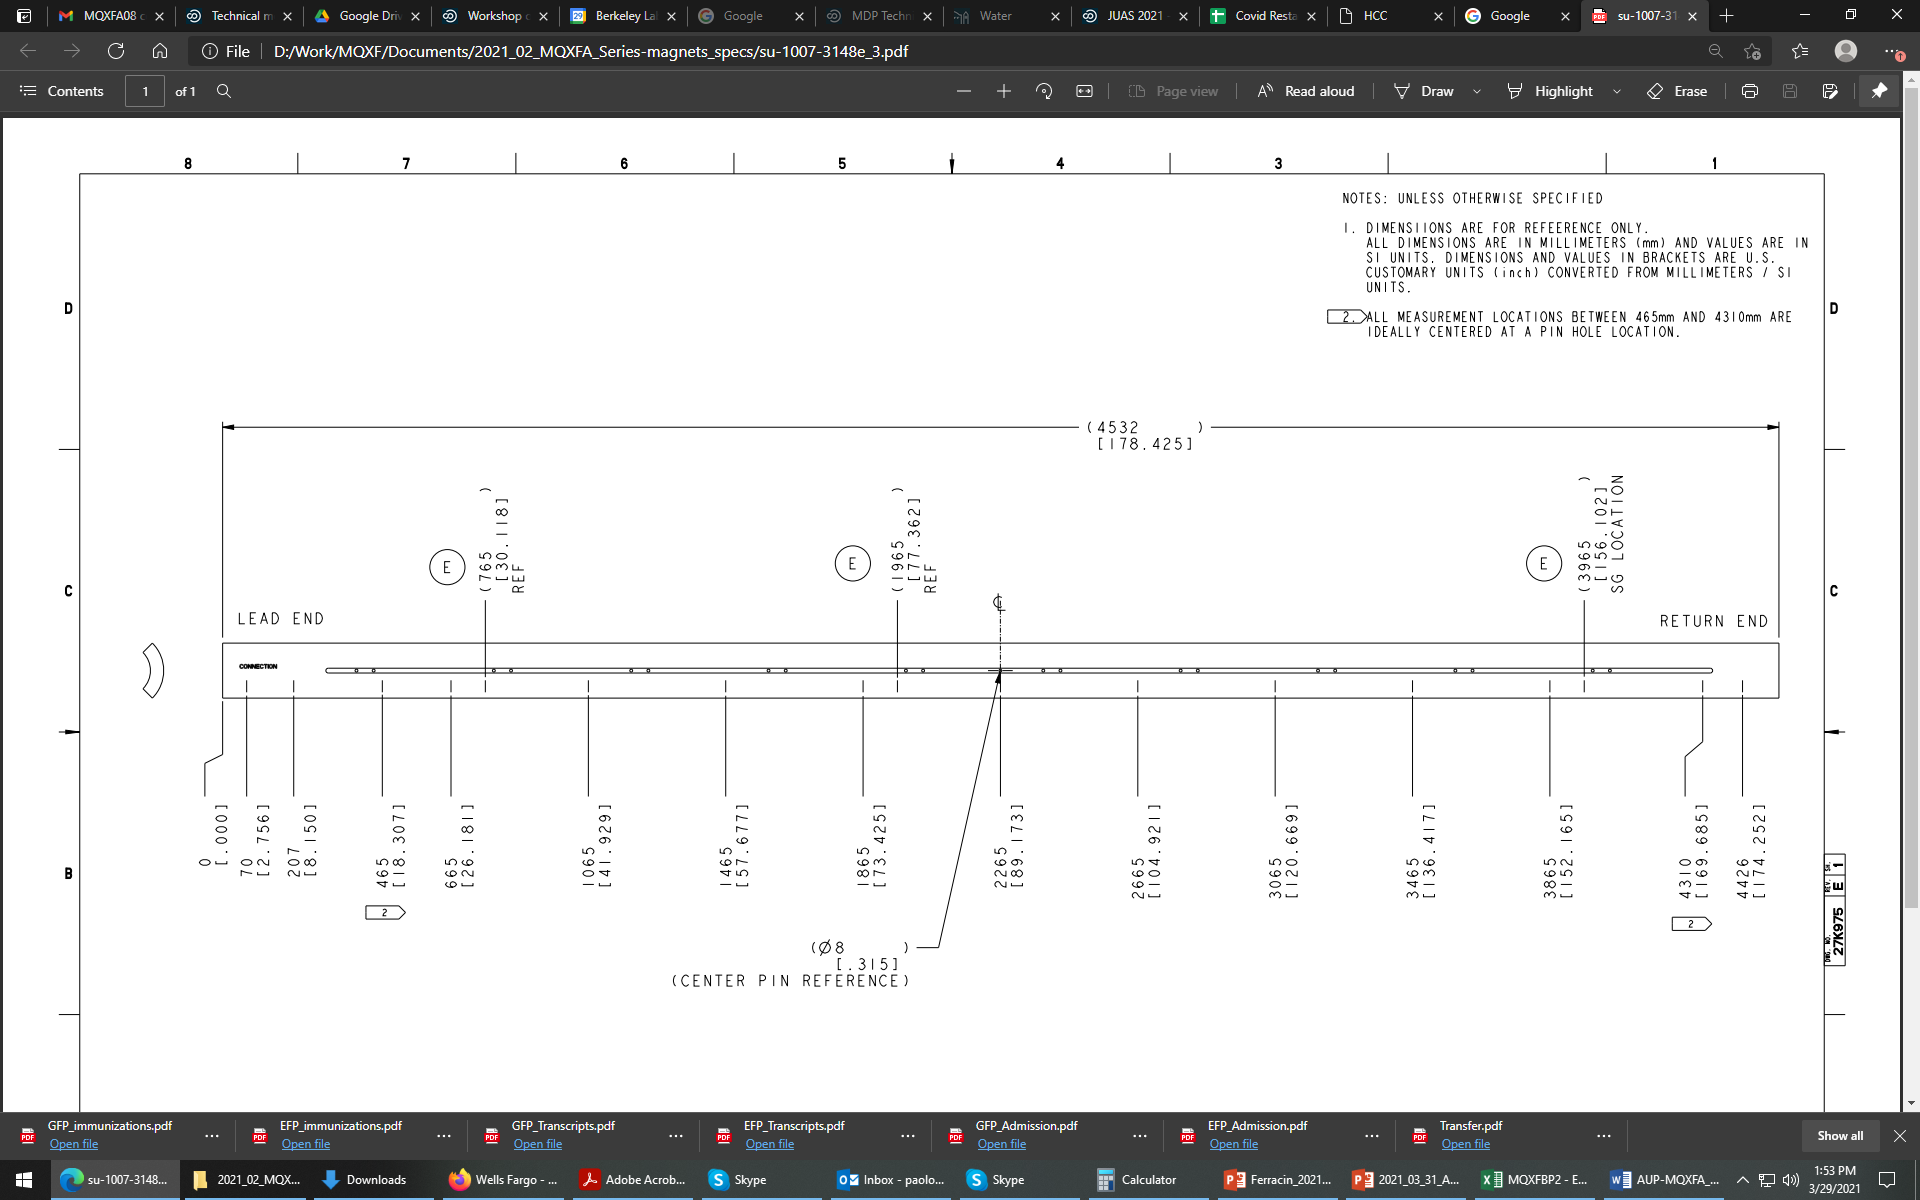 MQXFA08 c
Technical m
Google Driv
Workshop c
29
Berkeley La
Google
MDP Techn
Water
JUAS 2021 -
Covid Resta
HCC
Google
su-1007-31
File
D:/Work/MQXF/Documents/2021_02_MQXFA_Series-magnets_specs/su-1007-3148e_3.pdf
Contents
1
of 1
Page view
Read aloud
Draw
Highlight
Erase
8 7 6 5 4 3 1
NOTES: UNLESS OTHERWISE SPECIFIED
1. DIMENSIIONS ARE FOR REFEERENCE ONLY.
ALL DIMENSIONS ARE IN MILLIMETERS (mm) AND VALUES ARE IN
SI UNITS. DIMENSIONS AND VALUES IN BRACKETS ARE U.S.
CUSTOMARY UNITS (inch) CONVERTED FROM MILLIMETERS / SI
UNITS.
2. ALL MEASUREMENT LOCATIONS BETWEEN 465mm AND 4310mm ARE
IDEALLY CENTERED AT A PIN HOLE LOCATION.
D
D
(4532 )
[178.425]
E
(765 )
[30.118]
REF
E
(1965 )
[77.362]
REF
E
(3965 )
[156.102]
SG LOCATION
C
C
LEAD END
RETURN END
CONNECTION
0
[.000]
70
[2.756]
207
[8.150]
465
[18.307]
665
[26.181]
1065
[41.929]
1465
[57.677]
1865
[73.425]
2265
[89.173]
2665
[104.921]
3065
[120.669]
3465
[136.417]
3865
[152.165]
4310
[169.685]
4426
[174.252]
B
2
2
(Ø8 )
[.315]
(CENTER PIN REFERENCE)
DWG. NO.
27K975
REV.
E
SH.
1
GFP_immunizations.pdf
Open file
EFP_immunizations.pdf
Open file
GFP_Transcripts.pdf
Open file
EFP_Transcripts.pdf
Open file
GFP_Admission.pdf
Open file
EFP_Admission.pdf
Open file
Transfer.pdf
Open file
Show all
su-1007-3148...
2021_02_MQX...
Downloads
Wells Fargo - ...
Adobe Acrob...
Skype
Inbox - paolo...
Skype
Calculator
Ferracin_2021...
2021_03_31_A...
MQXFBP2 - E...
AUP-MQXFA_...
1:53 PM
3/29/2021